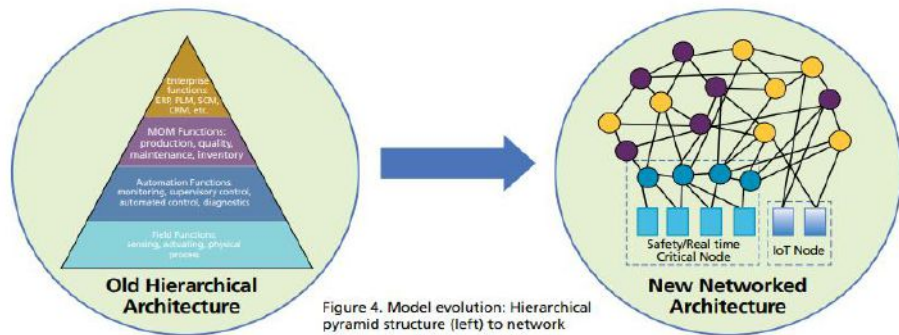 Enterprise
functions:
ERP, PLM, SCM,
CRM, etc.
MOM Functions:
production, quality,
maintenance, inventory
Automation Functions:
monitoring, supervisory control,
automated control, diagnostics
Field Functions:
sensing, actuating, physical
process
Old Hierarchical
Architecture
Safety/Real time
Critical Node
IoT Node
New Networked
Architecture
Figure 4. Model evolution: Hierarchical
pyramid structure (left) to network